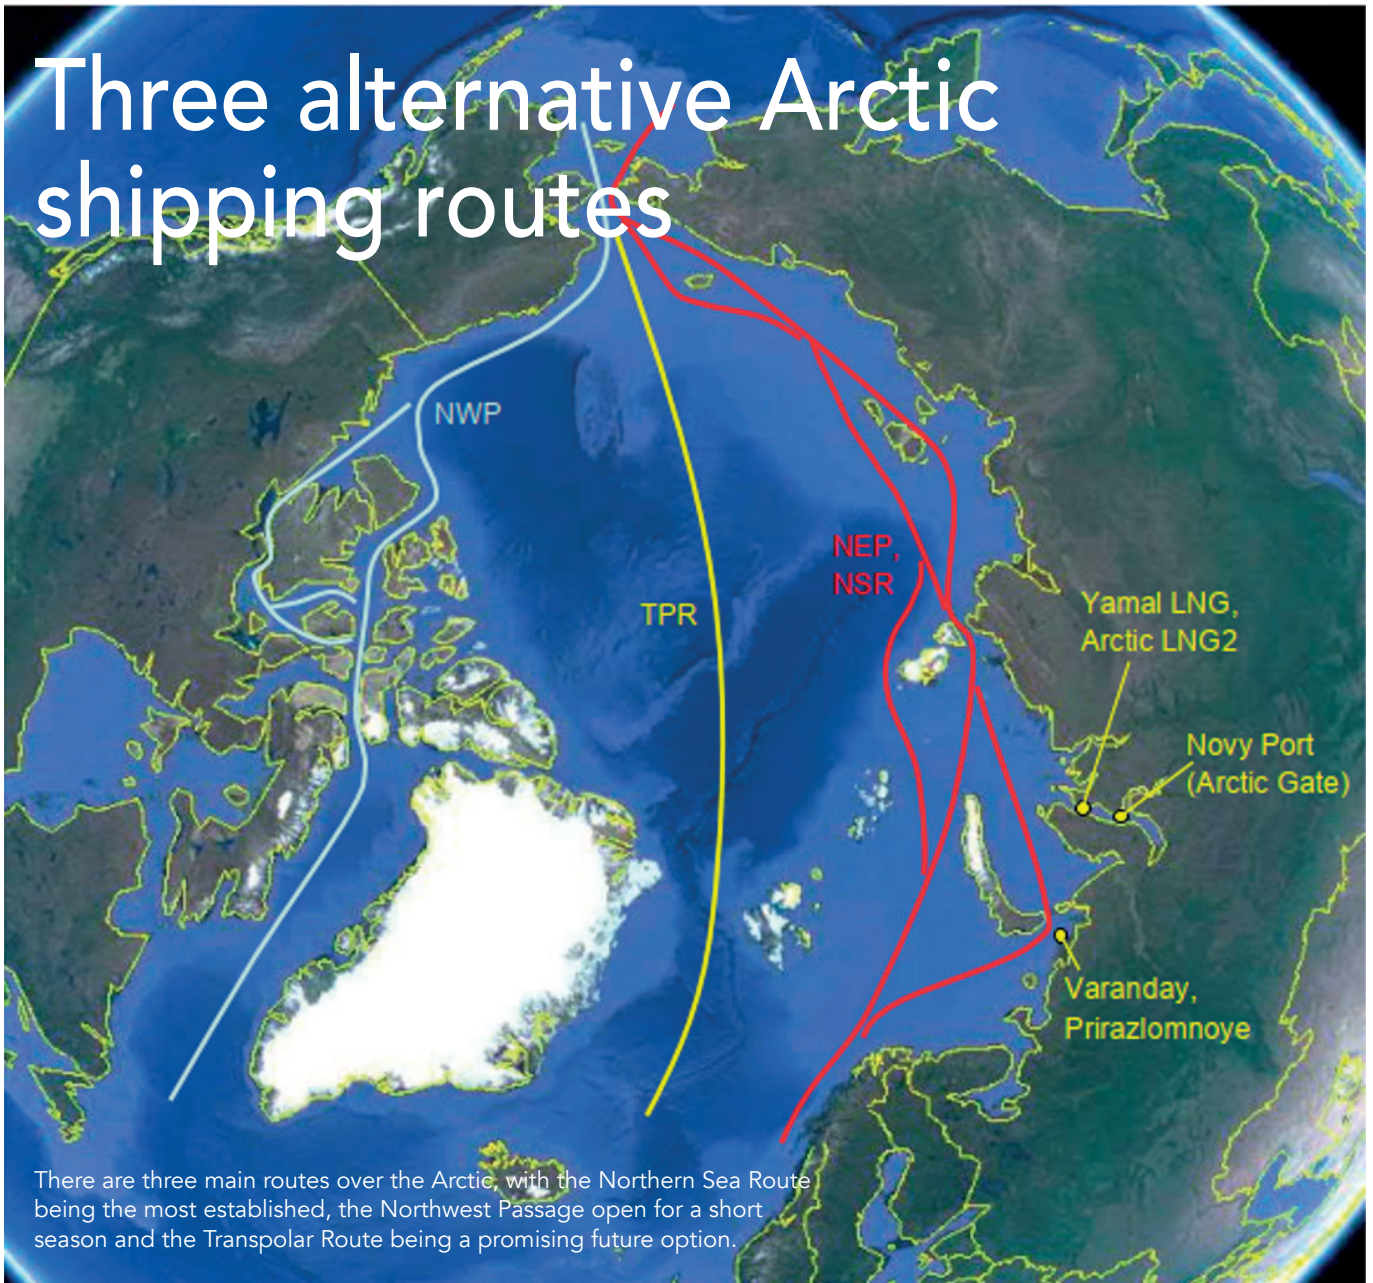 Three alternative Arctic
shipping routes
NWP
NEP,
NSR
TPR
Yamal LNG,
Arctic LNG2
Novy Port
(Arctic Gate)
Varanday,
Prirazlomnoye
There are three main routes over the Arctic, with the Northern Sea Route
being the most established, the Northwest Passage open for a short
season and the Transpolar Route being a promising future option.